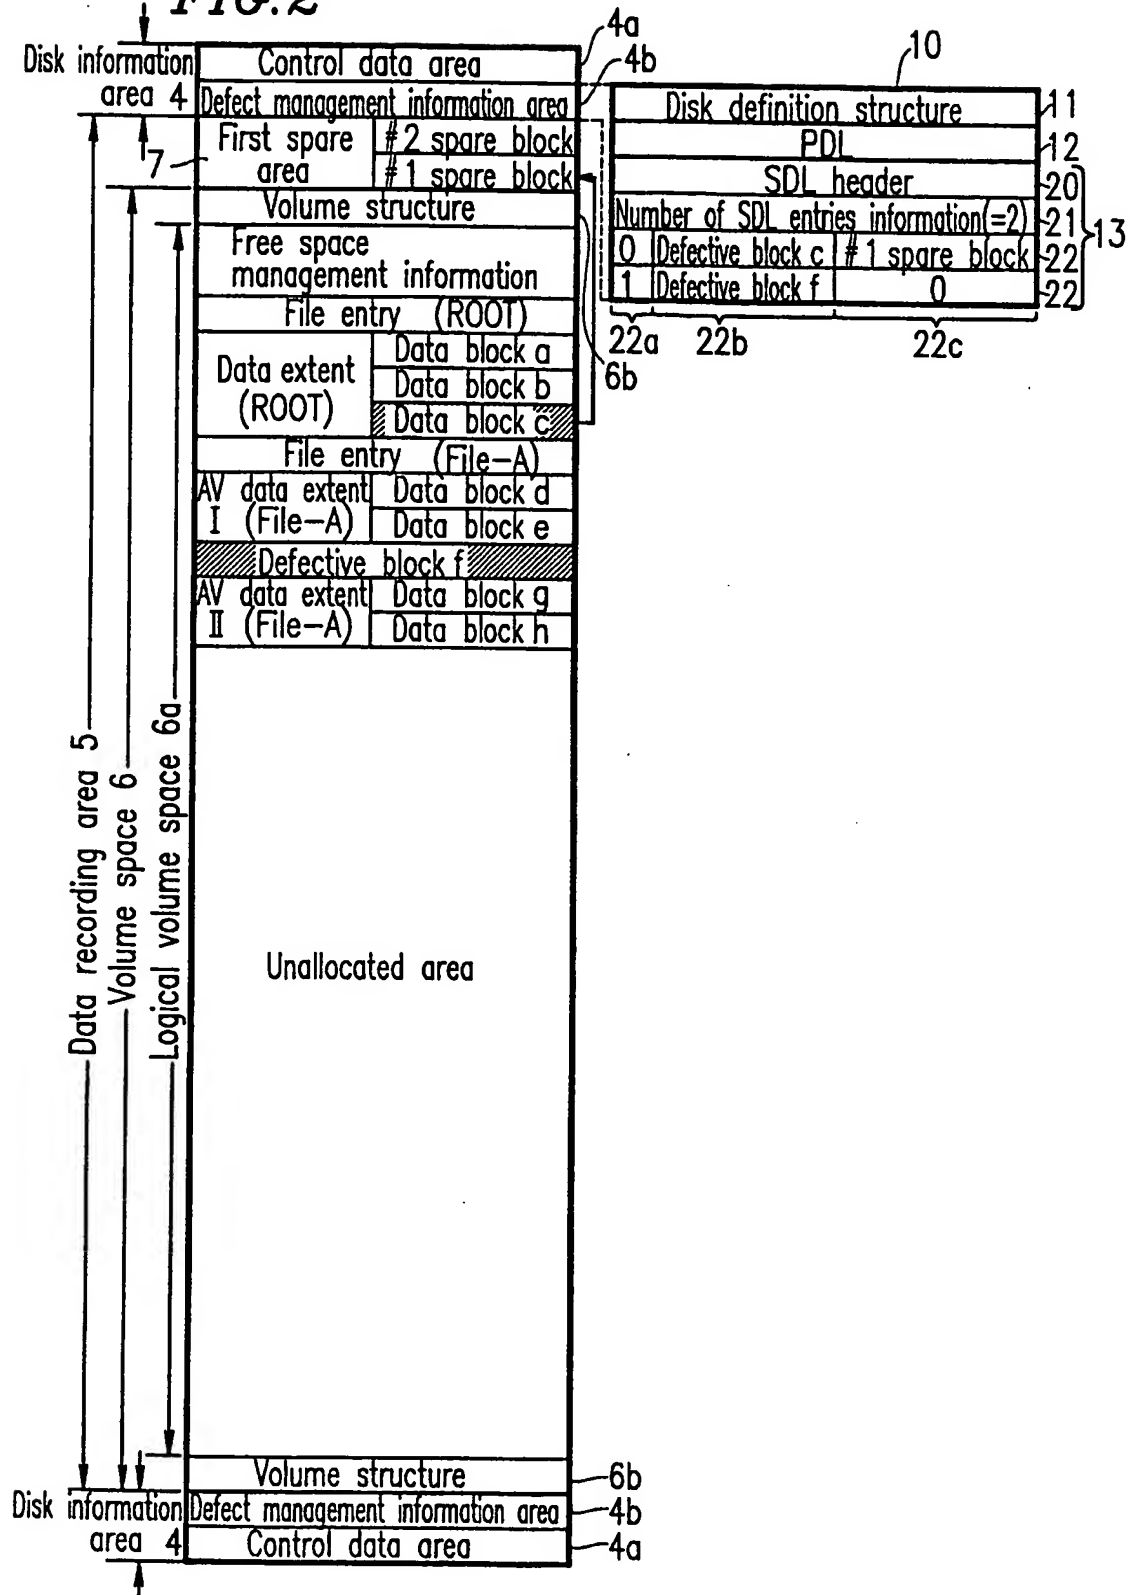 FIG. 2
Disk information
area 4
Control data area
4a
Defect management information area
4b
7
First spare
area
# 2 spare block
# 1 spare block
Volume structure
Free space
management information
File entry (ROOT)
Data extent
(ROOT)
Data block a
Data block b
Data block c
File entry (File-A)
AV data extent
I (File-A)
Data block d
Data block e
Defective block f
AV data extent
II (File-A)
Data block g
Data block h
Unallocated area
Volume structure
6b
Defect management information area
4b
Control data area
4a
Disk information
area 4
Data recording area 5
Volume space 6
Logical volume space 6a
6b
10
Disk definition structure
11
PDL
12
SDL header
20
Number of SDL entries information(=2)
21
0 Defective block c # 1 spare block
22
1 Defective block f 0
22
13
22a 22b 22c